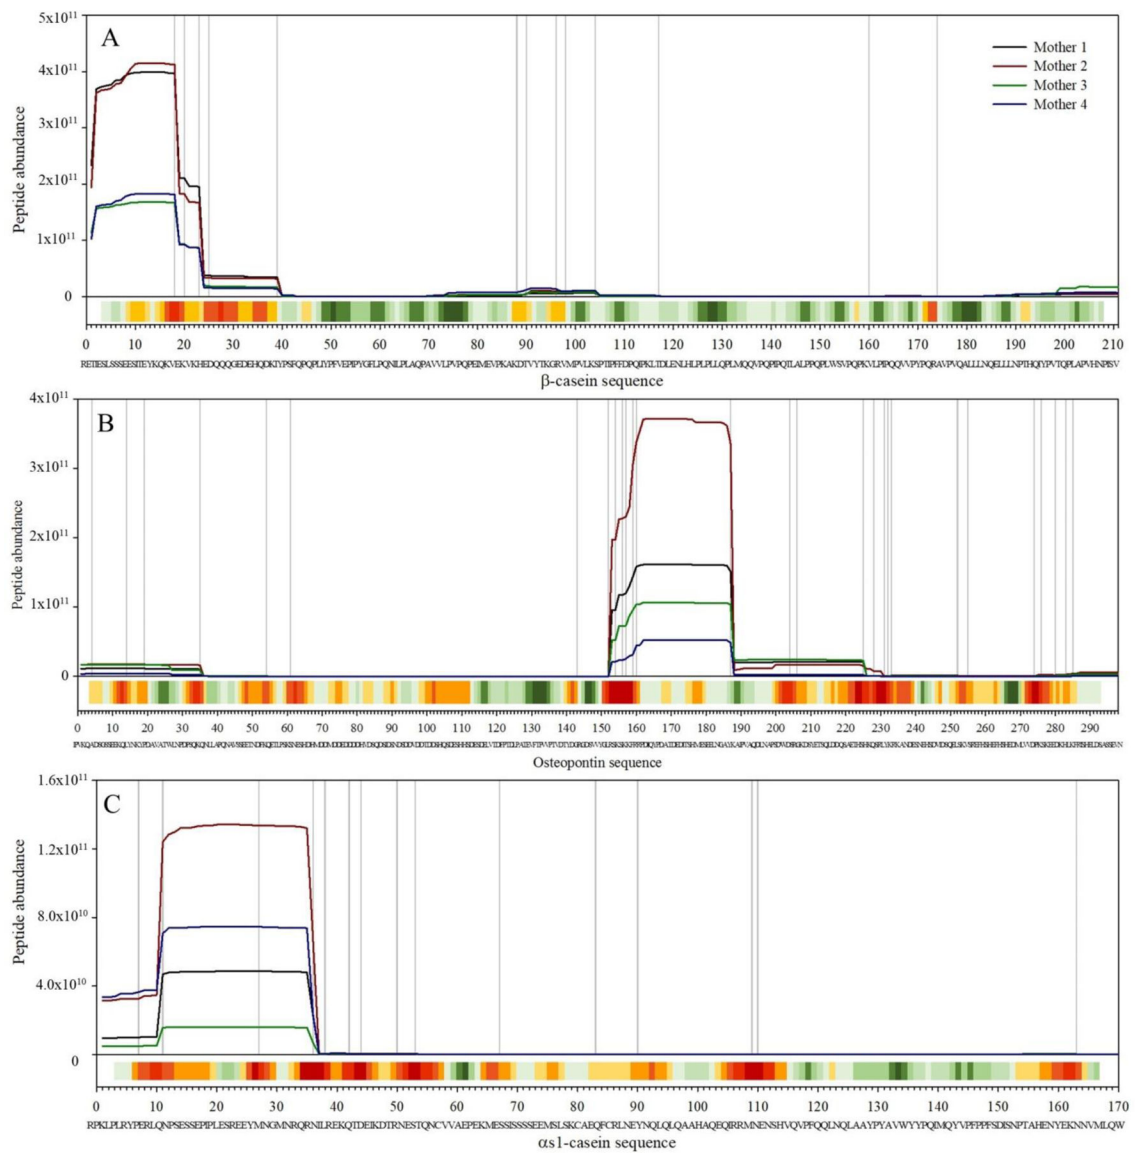 A
5x10¹¹
4x10¹¹
3x10¹¹
2x10¹¹
1x10¹¹
0
Peptide abundance
Mother 1
Mother 2
Mother 3
Mother 4
0 10 20 30 40 50 60 70 80 90 100 110 120 130 140 150 160 170 180 190 200 210
β-casein sequence
B
4x10¹¹
3x10¹¹
2x10¹¹
1x10¹¹
0
Peptide abundance
0 10 20 30 40 50 60 70 80 90 100 110 120 130 140 150 160 170 180 190 200 210 220 230 240 250 260 270 280 290
Osteopontin sequence
C
1.6x10¹¹
1.2x10¹¹
8.0x10¹⁰
4.0x10¹⁰
0
Peptide abundance
0 10 20 30 40 50 60 70 80 90 100 110 120 130 140 150 160 170
RPKLPLRYPERLQNPSESSEPIPLESREEYMNGMNRQRNILREKQTDEIKDTRNESTQNCVVAEPEKMESSISSSSEEMSLSKCAEQFCRLNEYNQLQLQAAHAQEQIRRMNENSHVQVPFQQLNQLAAYPYAVWYYPQIMQYVPFPPFSDISNPTAHENYEKNNVMLQW
αs1-casein sequence